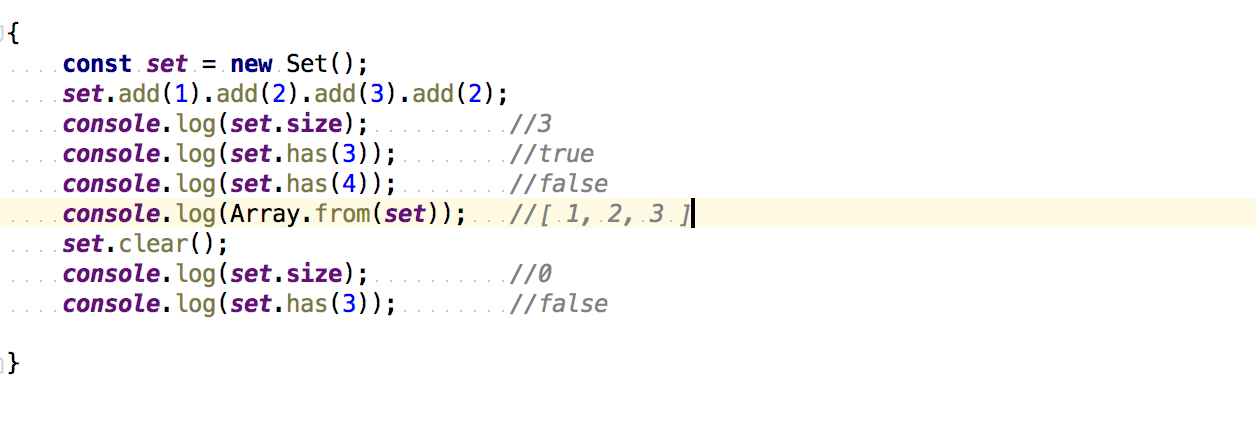 {
    const set = new Set();
    set.add(1).add(2).add(3).add(2);
    console.log(set.size);          //3
    console.log(set.has(3));        //true
    console.log(set.has(4));        //false
    console.log(Array.from(set));   //[ 1, 2, 3 ]
    set.clear();
    console.log(set.size);          //0
    console.log(set.has(3));        //false
}